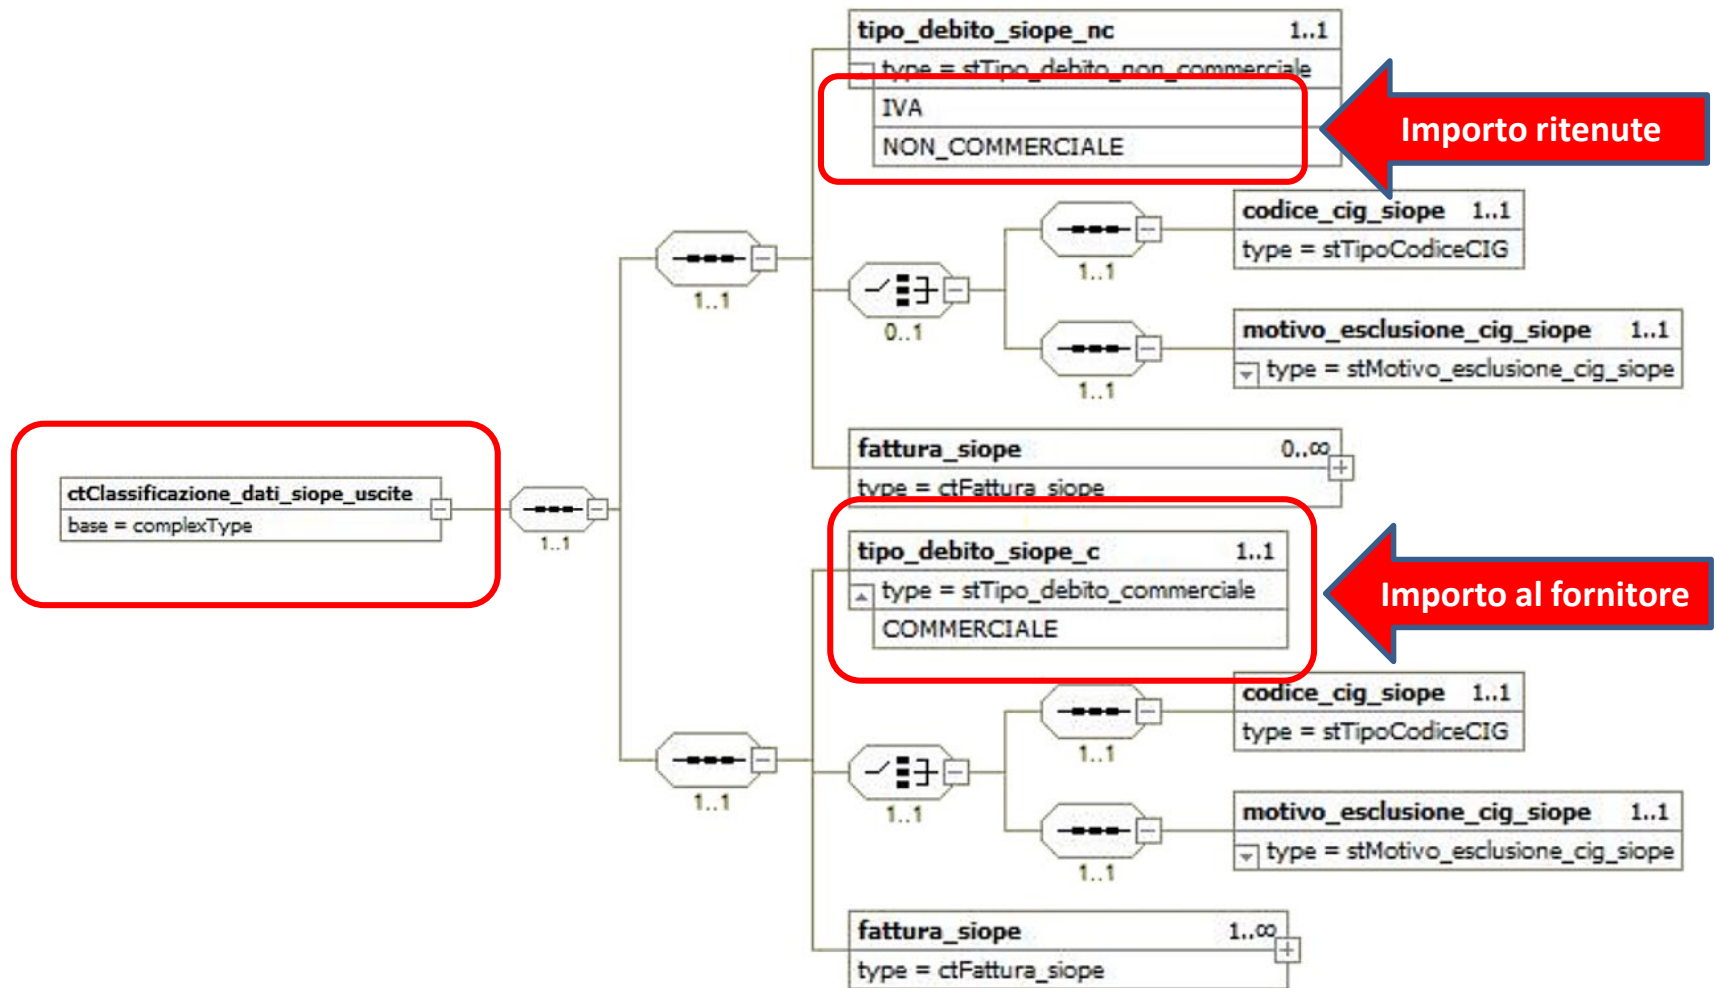 tipo_debito_siope_nc 1..1
type = stTipo_debito_non_commerciale
IVA
NON_COMMERCIALE
Importo ritenute
codice_cig_siope 1..1
type = stTipoCodiceCIG
1..1
1..1
0..1
motivo_esclusione_cig_siope 1..1
type = stMotivo_esclusione_cig_siope
1..1
fattura_siope 0..∞
type = ctFattura_siope
ctClassificazione_dati_siope_uscite
base = complexType
1..1
tipo_debito_siope_c 1..1
type = stTipo_debito_commerciale
COMMERCIALE
Importo al fornitore
codice_cig_siope 1..1
type = stTipoCodiceCIG
1..1
1..1
1..1
motivo_esclusione_cig_siope 1..1
type = stMotivo_esclusione_cig_siope
1..1
fattura_siope 1..∞
type = ctFattura_siope